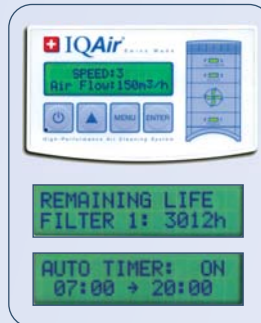 IQAir Swiss Made
SPEED:3
Air Flow:150m³/h
MENU ENTER
High-Performance Air Cleaning System
REMAINING LIFE
FILTER 1: 3012h
AUTO TIMER: ON
07:00 → 20:00